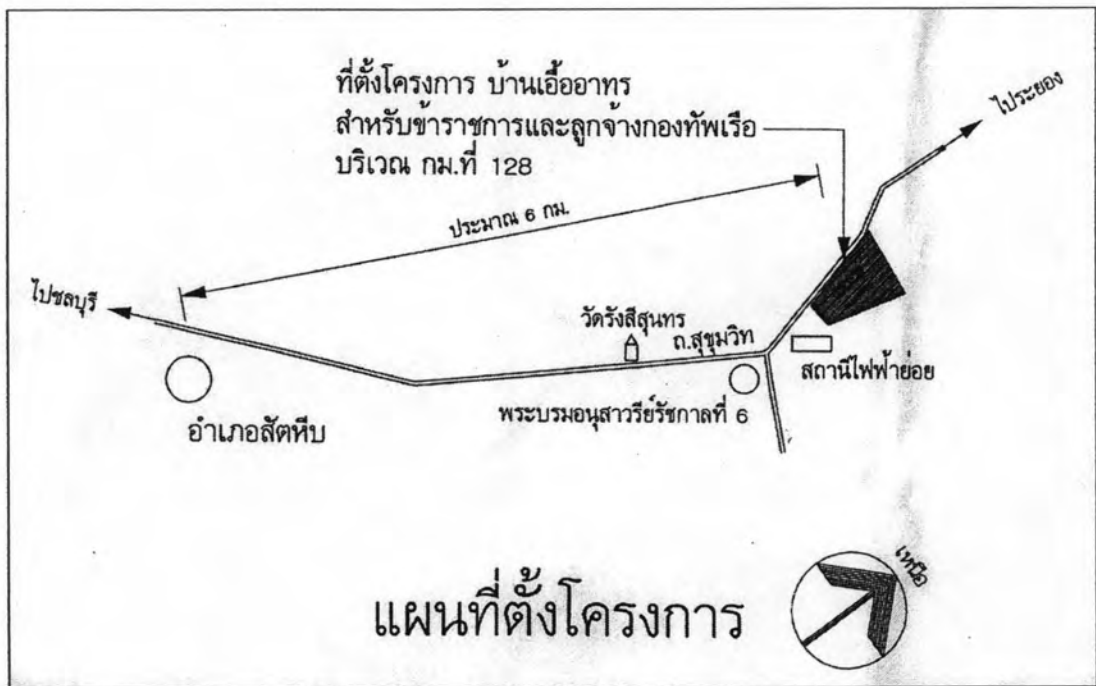 ที่ตั้งโครงการ บ้านเอื้ออาทร
สำหรับข้าราชการและลูกจ้างกองทัพเรือ
บริเวณ กม.ที่ 128
ไประยอง
ประมาณ 6 กม.
ไปชลบุรี
วัดรังสีสุนทร
ถ.สุขุมวิท
สถานีไฟฟ้าย่อย
พระบรมอนุสาวรีย์รัชกาลที่ 6
อำเภอสัตหีบ
เหนือ
แผนที่ตั้งโครงการ